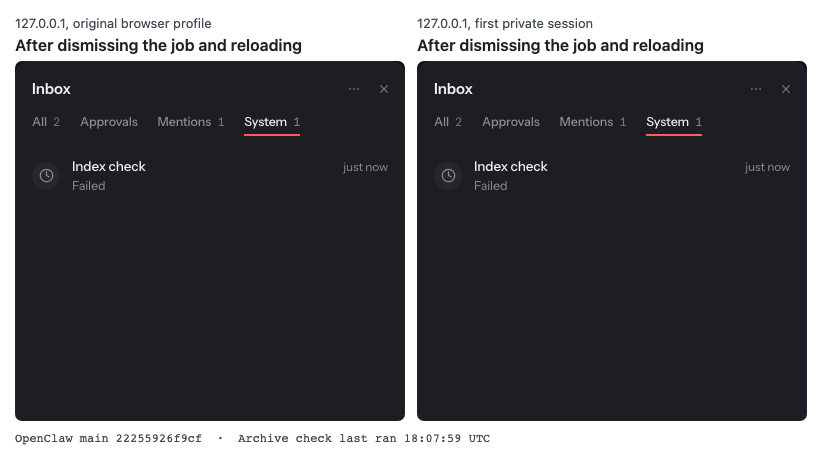 127.0.0.1, original browser profile
After dismissing the job and reloading
Inbox
All 2 Approvals Mentions 1 System 1
Index check just now
Failed
127.0.0.1, first private session
After dismissing the job and reloading
Inbox
All 2 Approvals Mentions 1 System 1
Index check just now
Failed
OpenClaw main 22255926f9cf · Archive check last ran 18:07:59 UTC